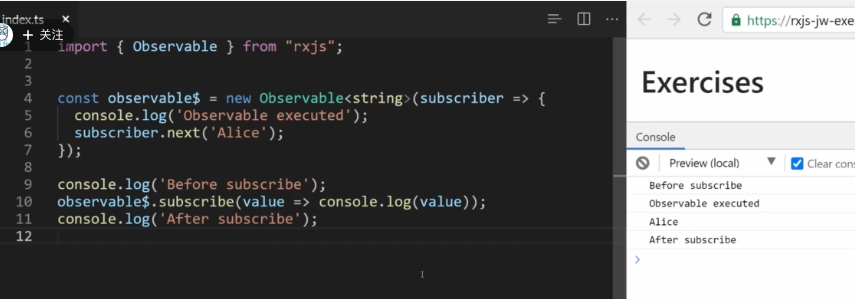 index.ts ×
+ 关注
1 import { Observable } from "rxjs";
2
3
4 const observable$ = new Observable<string>(subscriber => {
5 console.log('Observable executed');
6 subscriber.next('Alice');
7 });
8
9 console.log('Before subscribe');
10 observable$.subscribe(value => console.log(value));
11 console.log('After subscribe');
12
https://rxjs-jw-exe
Exercises
Console
Preview (local) ▼ Clear cons
Before subscribe
Observable executed
Alice
After subscribe
>